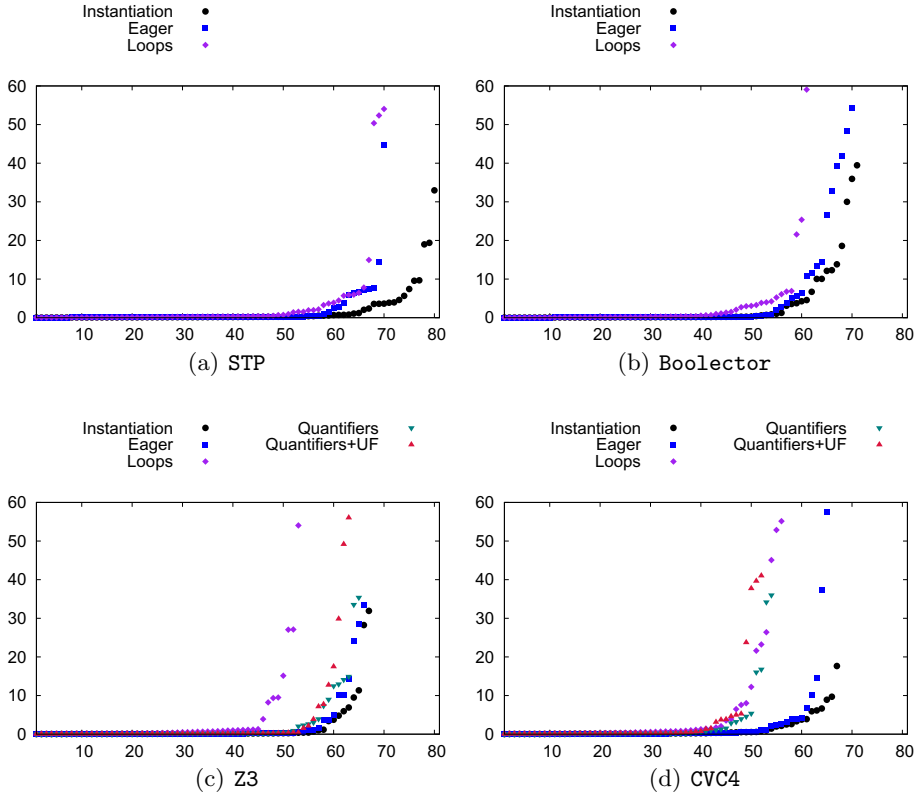 Instantiation
Eager
Loops
60
50
40
30
20
10
0
10 20 30 40 50 60 70 80
(a) STP
Instantiation
Eager
Loops
60
50
40
30
20
10
0
10 20 30 40 50 60 70 80
(b) Boolector
Instantiation Quantifiers
Eager Quantifiers+UF
Loops
60
50
40
30
20
10
0
10 20 30 40 50 60 70 80
(c) Z3
Instantiation Quantifiers
Eager Quantifiers+UF
Loops
60
50
40
30
20
10
0
10 20 30 40 50 60 70 80
(d) CVC4